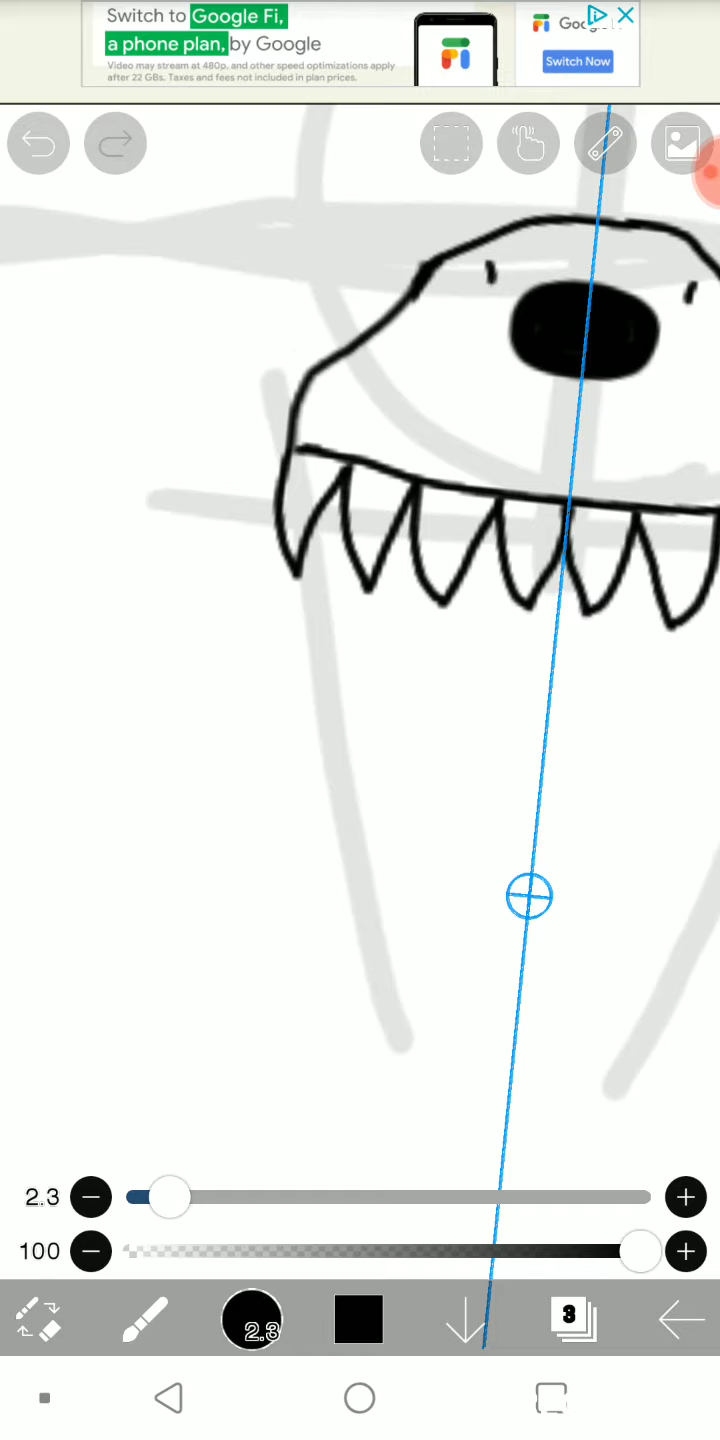 Switch to Google Fi,
a phone plan, by Google
Video may stream at 480p, and other speed optimizations apply
after 22 GBs. Taxes and fees not included in plan prices.
Switch Now
2.3
100
2.3
3